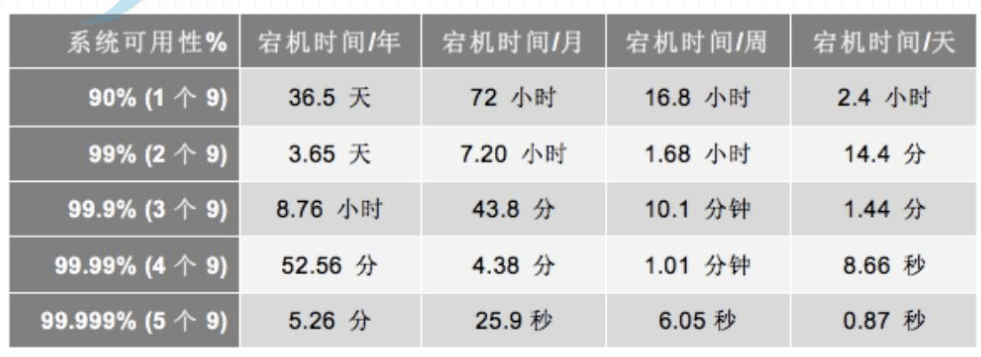 系统可用性% 宕机时间/年 宕机时间/月 宕机时间/周 宕机时间/天
90% (1 个 9) 36.5 天 72 小时 16.8 小时 2.4 小时
99% (2 个 9) 3.65 天 7.20 小时 1.68 小时 14.4 分
99.9% (3 个 9) 8.76 小时 43.8 分 10.1 分钟 1.44 分
99.99% (4 个 9) 52.56 分 4.38 分 1.01 分钟 8.66 秒
99.999% (5 个 9) 5.26 分 25.9 秒 6.05 秒 0.87 秒